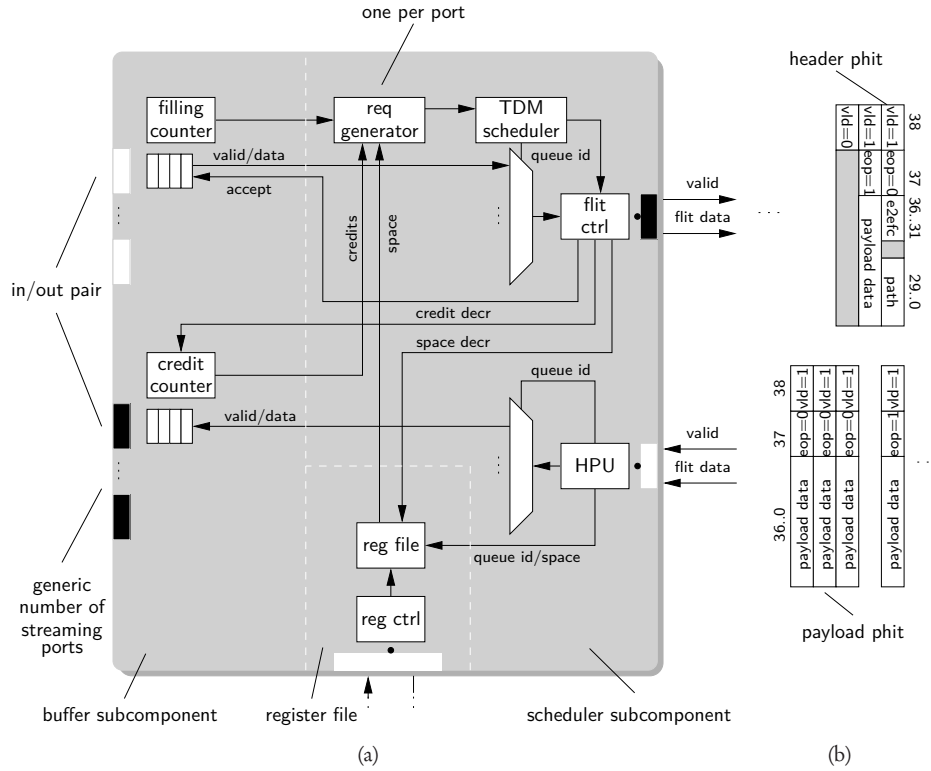 one per port
filling
counter
req
generator
TDM
scheduler
valid/data
accept
queue id
credits
space
flit
ctrl
valid
flit data
in/out pair
credit decr
space decr
credit
counter
queue id
valid/data
HPU
valid
flit data
reg file
queue id/space
reg ctrl
generic
number of
streaming
ports
buffer subcomponent
register file
scheduler subcomponent
(a)
header phit
38
37
36..31
29..0
vld=1
eop=0
e2efc
path
vld=1
eop=1
payload data
vld=0
38
37
36..0
vld=1
eop=0
payload data
vld=1
eop=0
payload data
vld=1
eop=0
payload data
vld=1
eop=1
payload data
payload phit
(b)